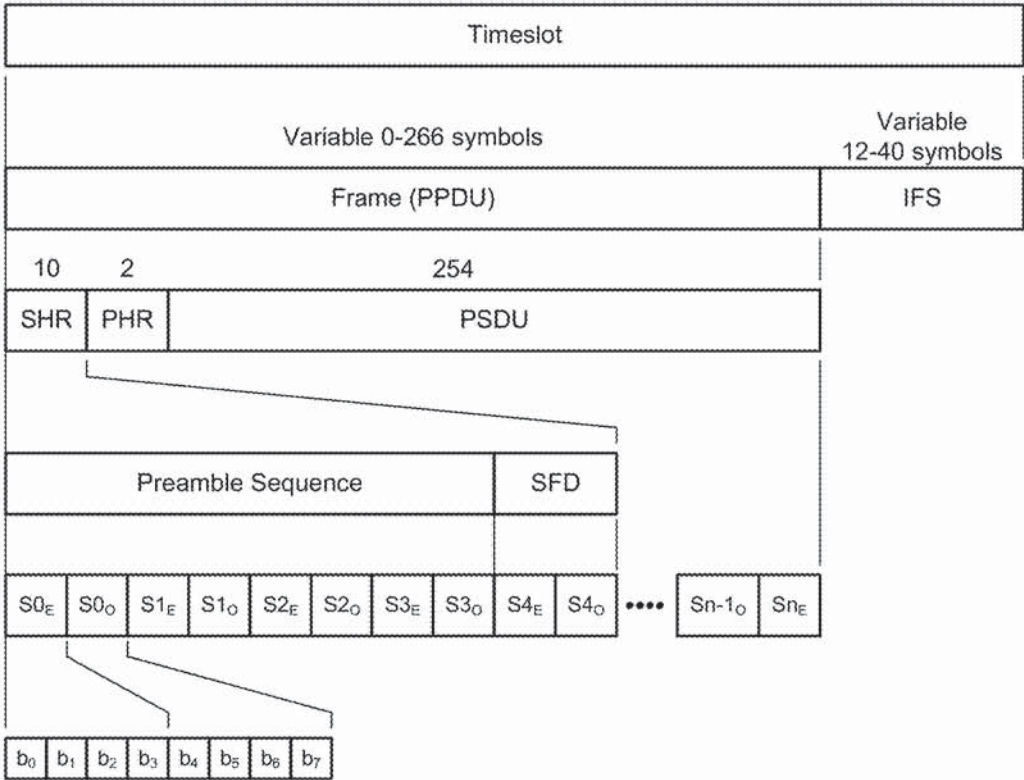 Timeslot
Variable 0-266 symbols
Variable
12-40 symbols
Frame (PPDU) IFS
10 2 254
SHR PHR PSDU
Preamble Sequence SFD
S0E S0O S1E S1O S2E S2O S3E S3O S4E S4O •••• Sn-1O SnE
b0 b1 b2 b3 b4 b5 b6 b7